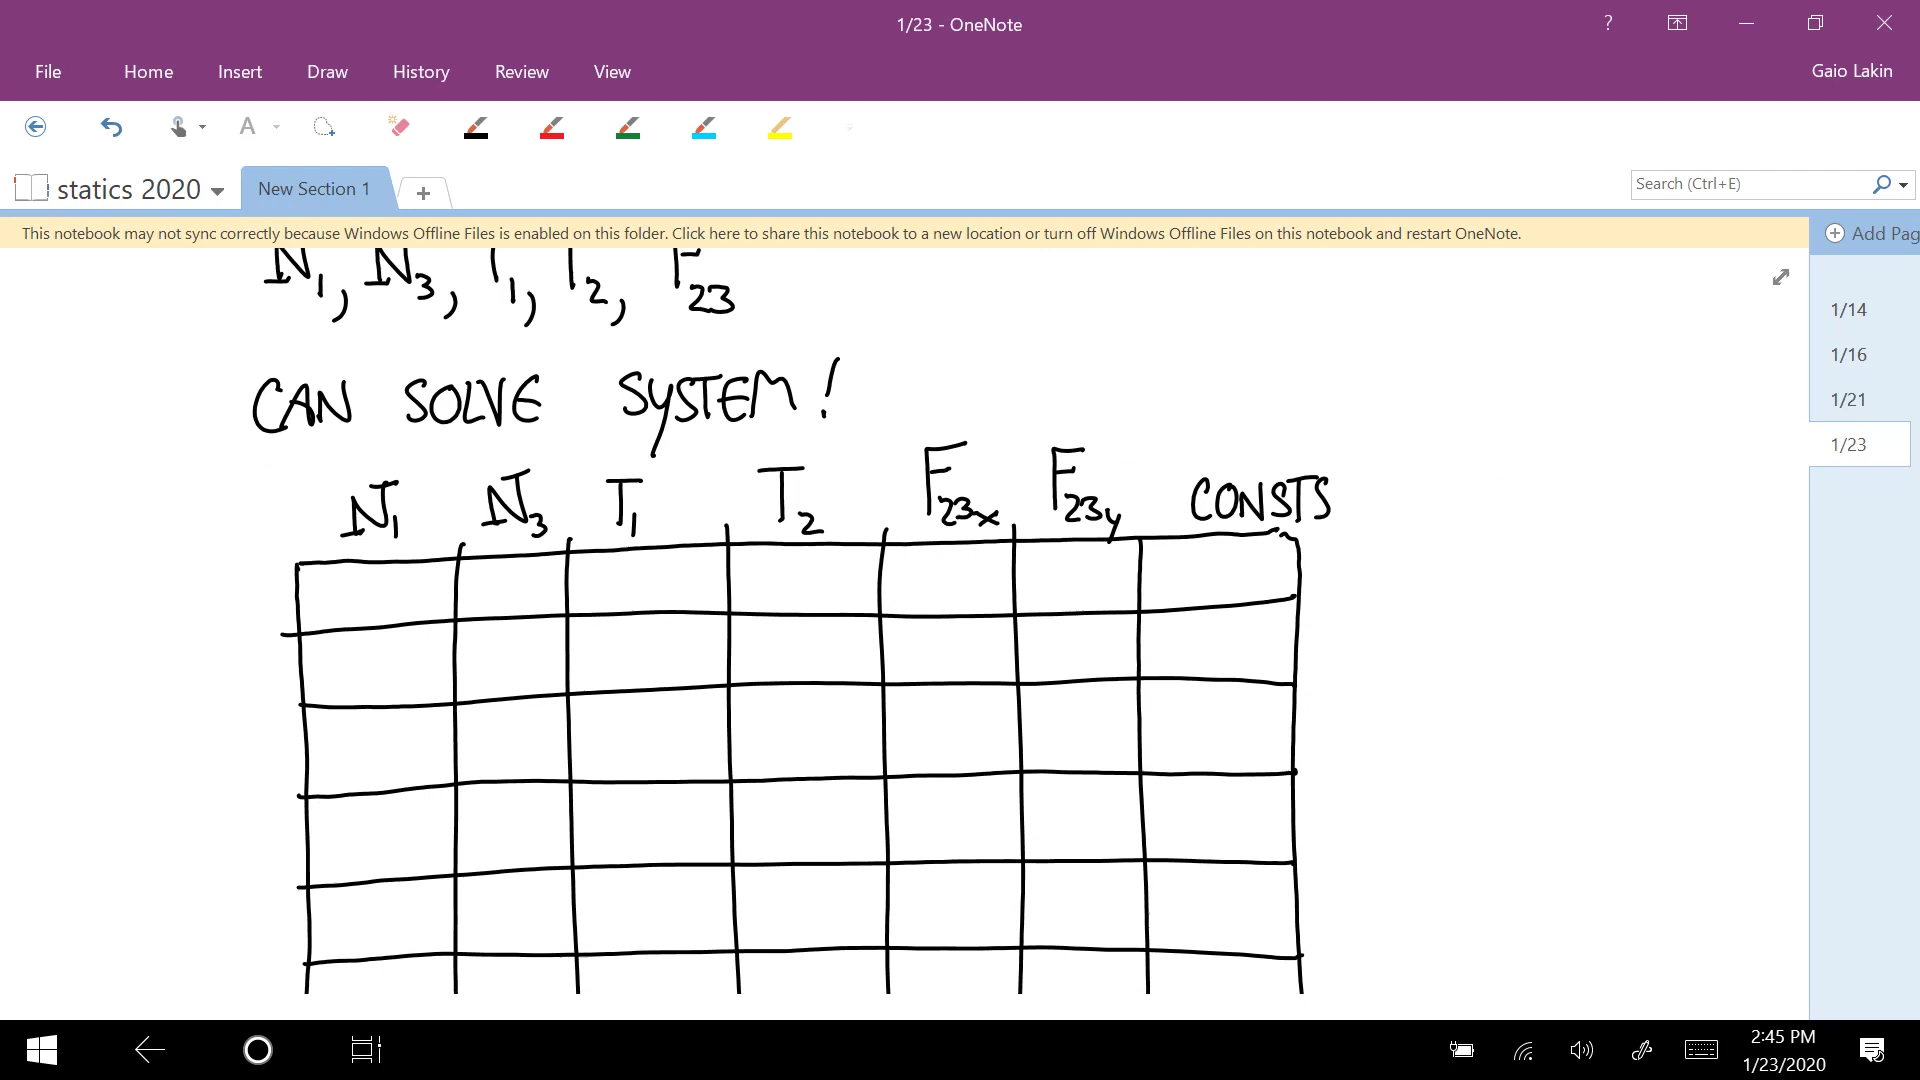 1/23 - OneNote
?
File Home Insert Draw History Review View
Gaio Lakin
A
statics 2020
New Section 1
+
Search (Ctrl+E)
This notebook may not sync correctly because Windows Offline Files is enabled on this folder. Click here to share this notebook to a new location or turn off Windows Offline Files on this notebook and restart OneNote.
Add Pag
N₁, N₃, T₁, T₂, F₂₃
CAN SOLVE SYSTEM!
N₁ N₃ T₁ T₂ F₂₃ₓ F₂₃y CONSTS
1/14
1/16
1/21
1/23
2:45 PM
1/23/2020